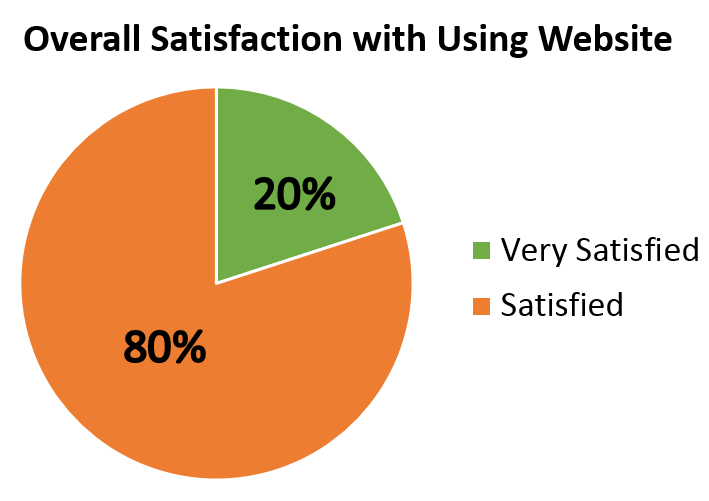 Overall Satisfaction with Using Website
20%
80%
Very Satisfied
Satisfied